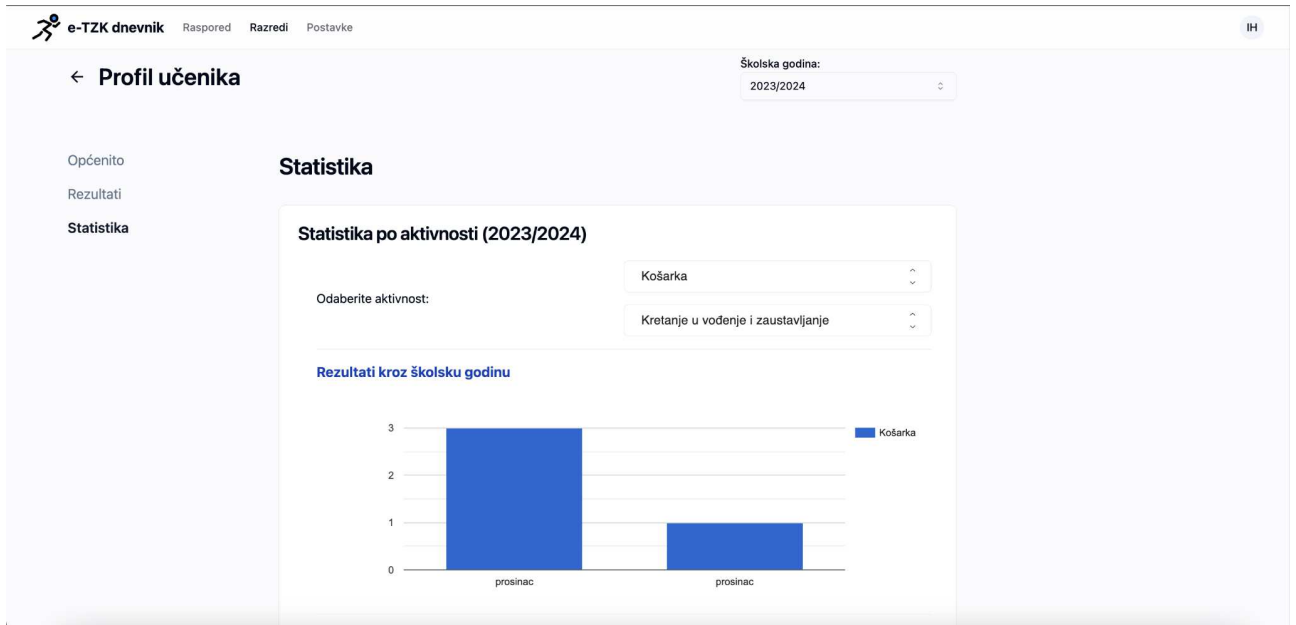 e-TZK dnevnik Raspored Razredi Postavke IH
Profil učenika
Školska godina:
2023/2024
Općenito
Rezultati
Statistika
Statistika
Statistika po aktivnosti (2023/2024)
Odaberite aktivnost:
Košarka
Kretanje u vođenje i zaustavljanje
Rezultati kroz školsku godinu
3
2
1
0
prosinac prosinac
Košarka